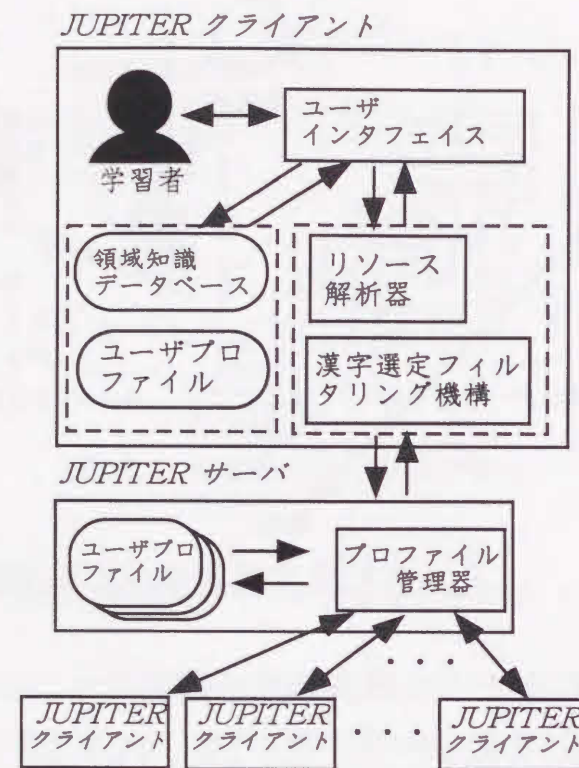 JUPITER クライアント
ユーザ
インタフェイス
学習者
領域知識
データベース
ユーザプロ
ファイル
リソース
解析器
漢字選定フィル
タリング機構
JUPITER サーバ
ユーザプロ
ファイル
プロファイル
管理器
・・・
JUPITER
クライアント
JUPITER
クライアント
・・・
JUPITER
クライアント